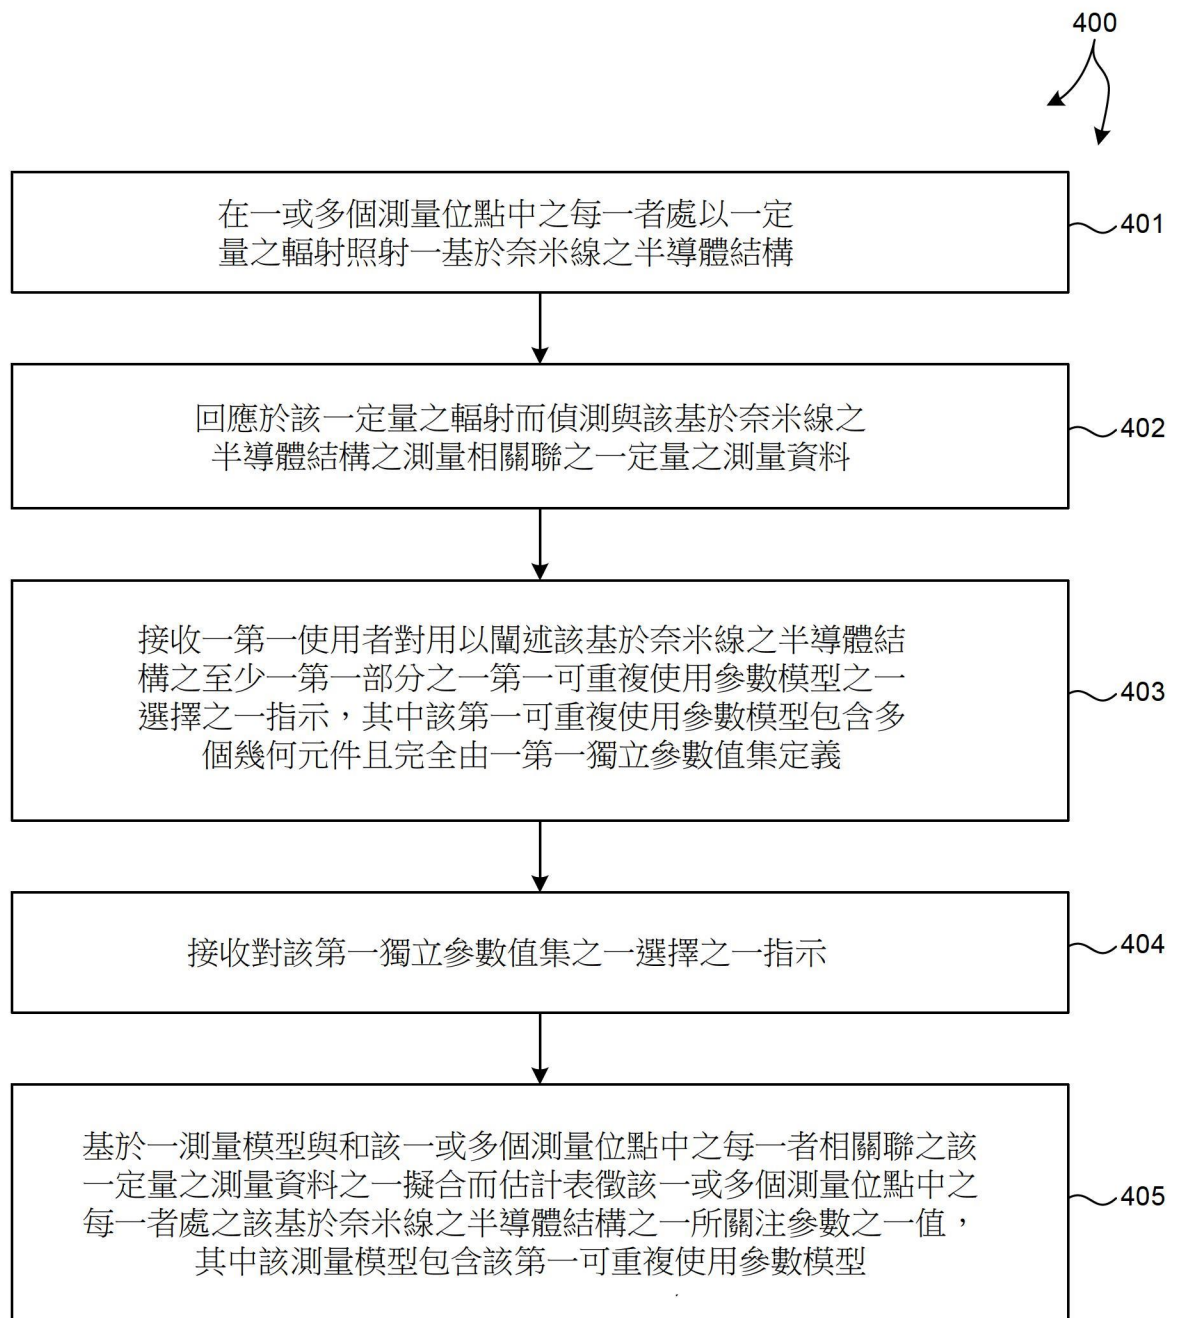 400
在一或多個測量位點中之每一者處以一定
量之輻射照射一基於奈米線之半導體結構
401
回應於該一定量之輻射而偵測與該基於奈米線之
半導體結構之測量相關聯之一定量之測量資料
402
接收一第一使用者對用以闡述該基於奈米線之半導體結
構之至少一第一部分之一第一可重複使用參數模型之一
選擇之一指示，其中該第一可重複使用參數模型包含多
個幾何元件且完全由一第一獨立參數值集定義
403
接收對該第一獨立參數值集之一選擇之一指示
404
基於一測量模型與和該一或多個測量位點中之每一者相關聯之該
一定量之測量資料之一擬合而估計表徵該一或多個測量位點中之
每一者處之該基於奈米線之半導體結構之一所關注參數之一值，
其中該測量模型包含該第一可重複使用參數模型
405